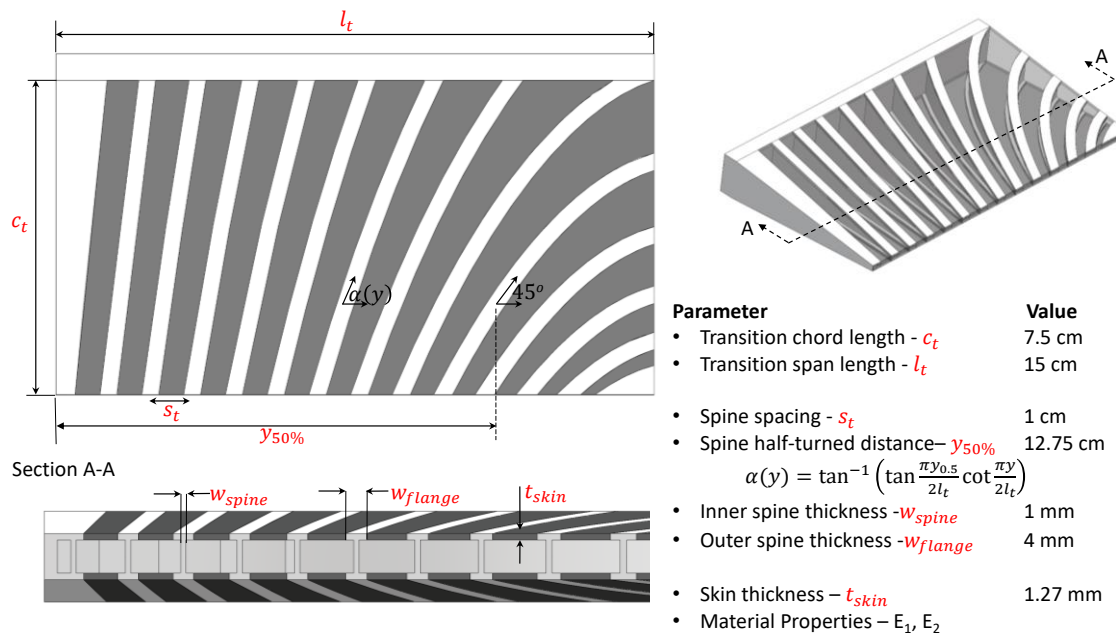 l_t
A
c_t
α(y)
45°
A
s_t
y_50%
Parameter Value
• Transition chord length - c_t 7.5 cm
• Transition span length - l_t 15 cm
• Spine spacing - s_t 1 cm
• Spine half-turned distance– y_50% 12.75 cm
α(y) = tan⁻¹ (tan πy_0.5/2l_t cot πy/2l_t)
• Inner spine thickness -w_spine 1 mm
• Outer spine thickness -w_flange 4 mm
• Skin thickness – t_skin 1.27 mm
• Material Properties – E₁, E₂
Section A-A
w_spine
w_flange
t_skin